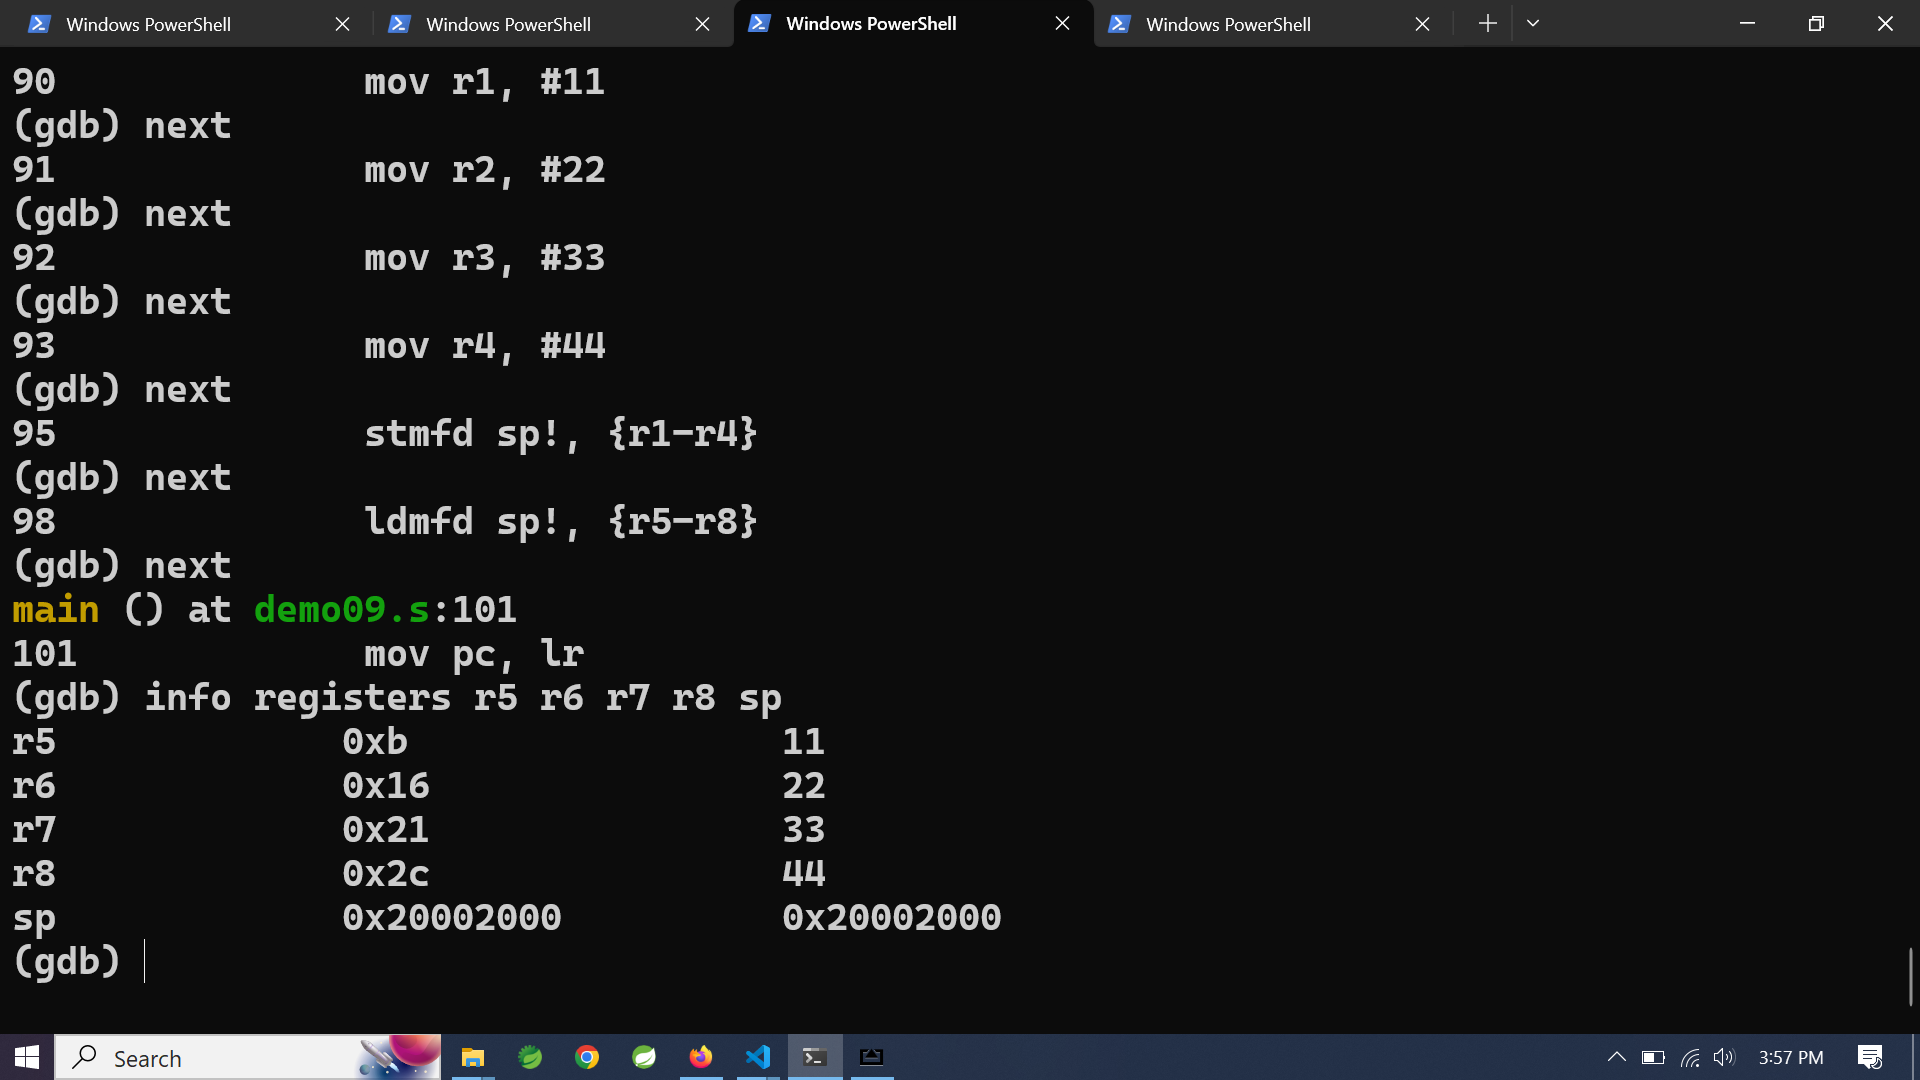 Windows PowerShell Windows PowerShell Windows PowerShell Windows PowerShell
90 mov r1, #11
(gdb) next
91 mov r2, #22
(gdb) next
92 mov r3, #33
(gdb) next
93 mov r4, #44
(gdb) next
95 stmfd sp!, {r1-r4}
(gdb) next
98 ldmfd sp!, {r5-r8}
(gdb) next
main () at demo09.s:101
101 mov pc, lr
(gdb) info registers r5 r6 r7 r8 sp
r5 0xb 11
r6 0x16 22
r7 0x21 33
r8 0x2c 44
sp 0x20002000 0x20002000
(gdb)
Search 3:57 PM